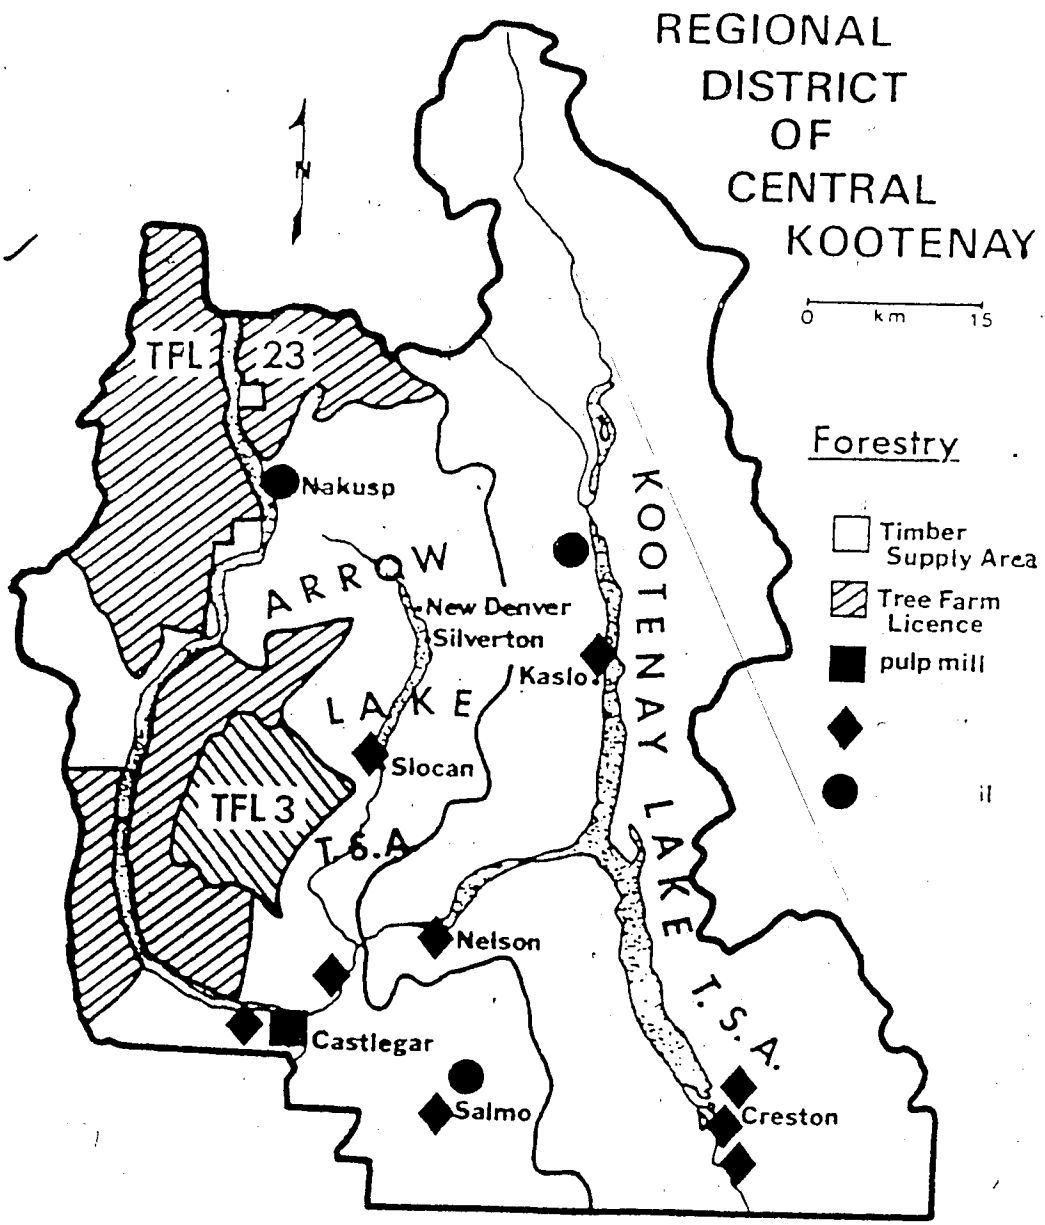 REGIONAL
DISTRICT
OF
CENTRAL
KOOTENAY
N
0 km 15
TFL 23
Forestry
Nakusp
KOOTENAY LAKE T.S.A.
Timber
Supply Area
ARROW
New Denver
Tree Farm
Licence
Silverton
pulp mill
Kaslo
LAKE
Slocan
il
TFL 3
T.S.A.
Nelson
Castlegar
Salmo
Creston